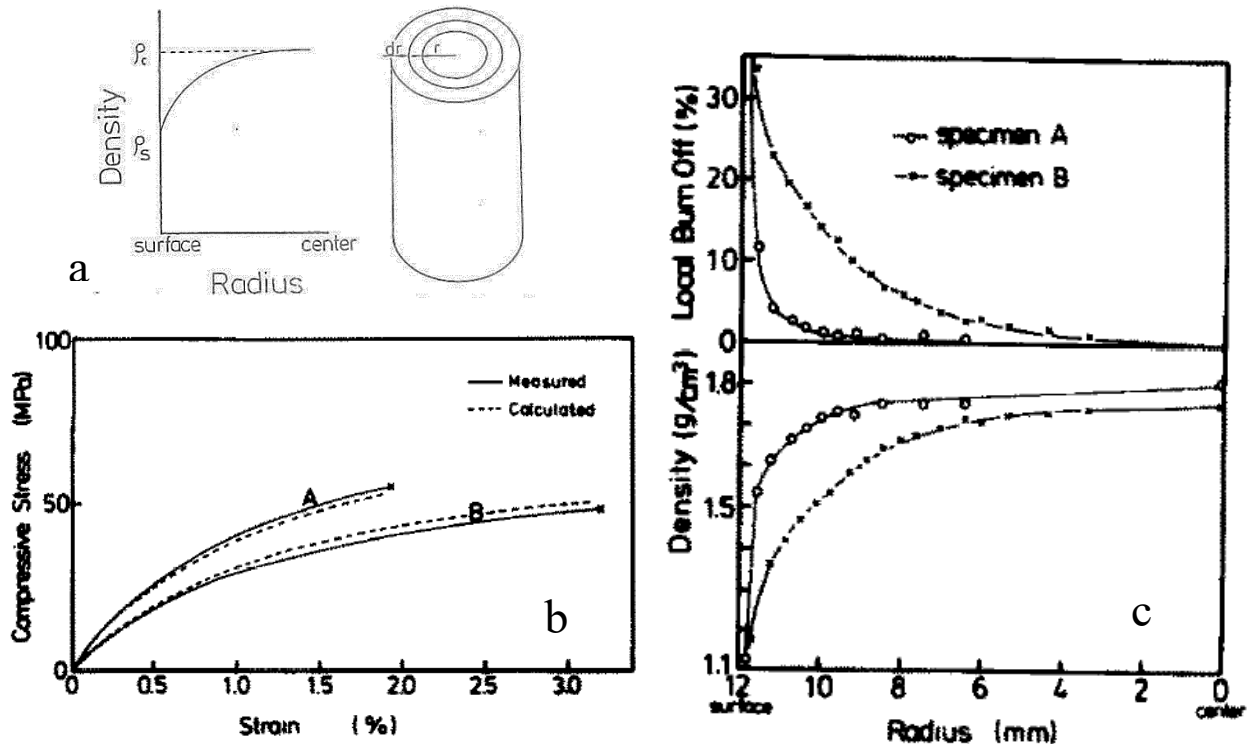 ρc
Density
ρs
surface center
Radius
a
dr r
100
Compressive Stress (MPa)
50
0
Measured
Calculated
A
B
b
0 0.5 1.0 1.5 2.0 2.5 3.0
Strain (%)
Local Burn Off (%)
30
20
10
0
specimen A
specimen B
Density (g/cm³)
1.8
1.5
1.1
c
12 10 8 6 4 2 0
surface center
Radius (mm)